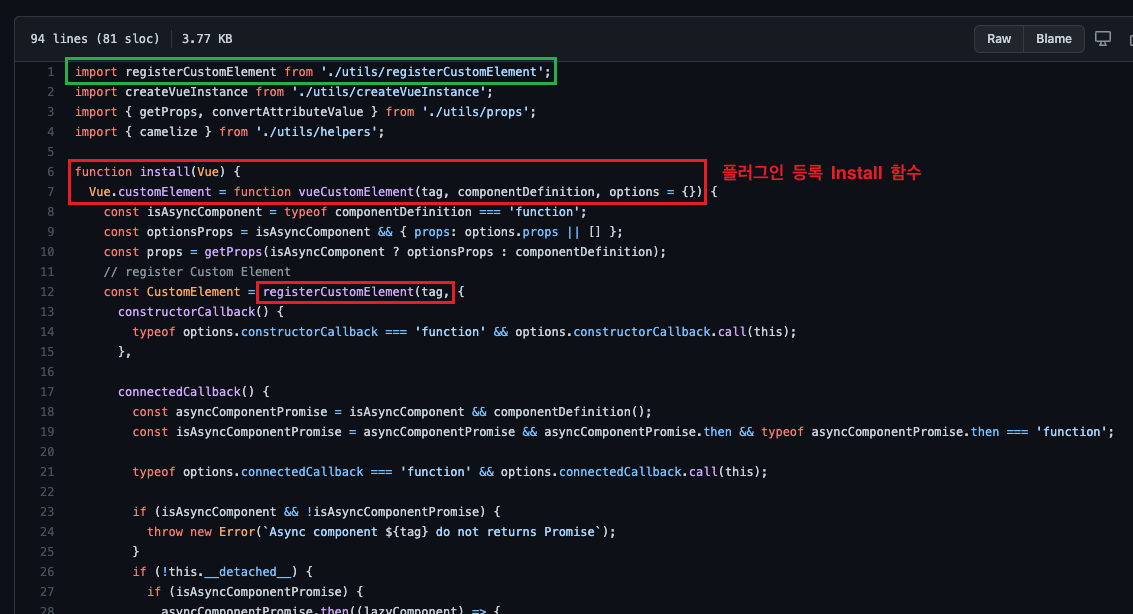 94 lines (81 sloc) 3.77 KB Raw Blame
1 import registerCustomElement from './utils/registerCustomElement';
2 import createVueInstance from './utils/createVueInstance';
3 import { getProps, convertAttributeValue } from './utils/props';
4 import { camelize } from './utils/helpers';
5
6 function install(Vue) { 플러그인 등록 Install 함수
7 Vue.customElement = function vueCustomElement(tag, componentDefinition, options = {}) {
8 const isAsyncComponent = typeof componentDefinition === 'function';
9 const optionsProps = isAsyncComponent && { props: options.props || [] };
10 const props = getProps(isAsyncComponent ? optionsProps : componentDefinition);
11 // register Custom Element
12 const CustomElement = registerCustomElement(tag, {
13 constructorCallback() {
14 typeof options.constructorCallback === 'function' && options.constructorCallback.call(this);
15 },
16
17 connectedCallback() {
18 const asyncComponentPromise = isAsyncComponent && componentDefinition();
19 const isAsyncComponentPromise = asyncComponentPromise && asyncComponentPromise.then && typeof asyncComponentPromise.then === 'function';
20
21 typeof options.connectedCallback === 'function' && options.connectedCallback.call(this);
22
23 if (isAsyncComponent && !isAsyncComponentPromise) {
24 throw new Error(`Async component ${tag} do not returns Promise`);
25 }
26 if (!this.__detached__) {
27 if (isAsyncComponentPromise) {
28 asyncComponentPromise.then((lazyComponent) => {